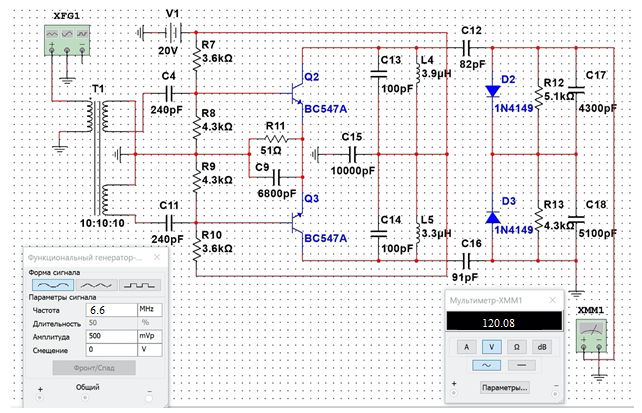 XFG1
V1
20V
R7
3.6kΩ
C4
240pF
Q2
BC547A
T1
10:10:10
R8
4.3kΩ
R11
51Ω
C9
6800pF
R9
4.3kΩ
C11
240pF
R10
3.6kΩ
Q3
BC547A
C13
100pF
L4
3.9µH
C12
82pF
D2
1N4149
R12
5.1kΩ
C17
4300pF
C15
10000pF
C14
100pF
L5
3.3µH
C16
91pF
D3
1N4149
R13
4.3kΩ
C18
5100pF
XMM1
Функциональный генератор-...
Форма сигнала
Параметры сигнала
Частота 6.6 MHz
Длительность 50 %
Амплитуда 500 mVp
Смещение 0 V
Фронт/Спад
+ Общий −
Мультиметр-XMM1
120.08
A V Ω dB
Параметры...
+ −